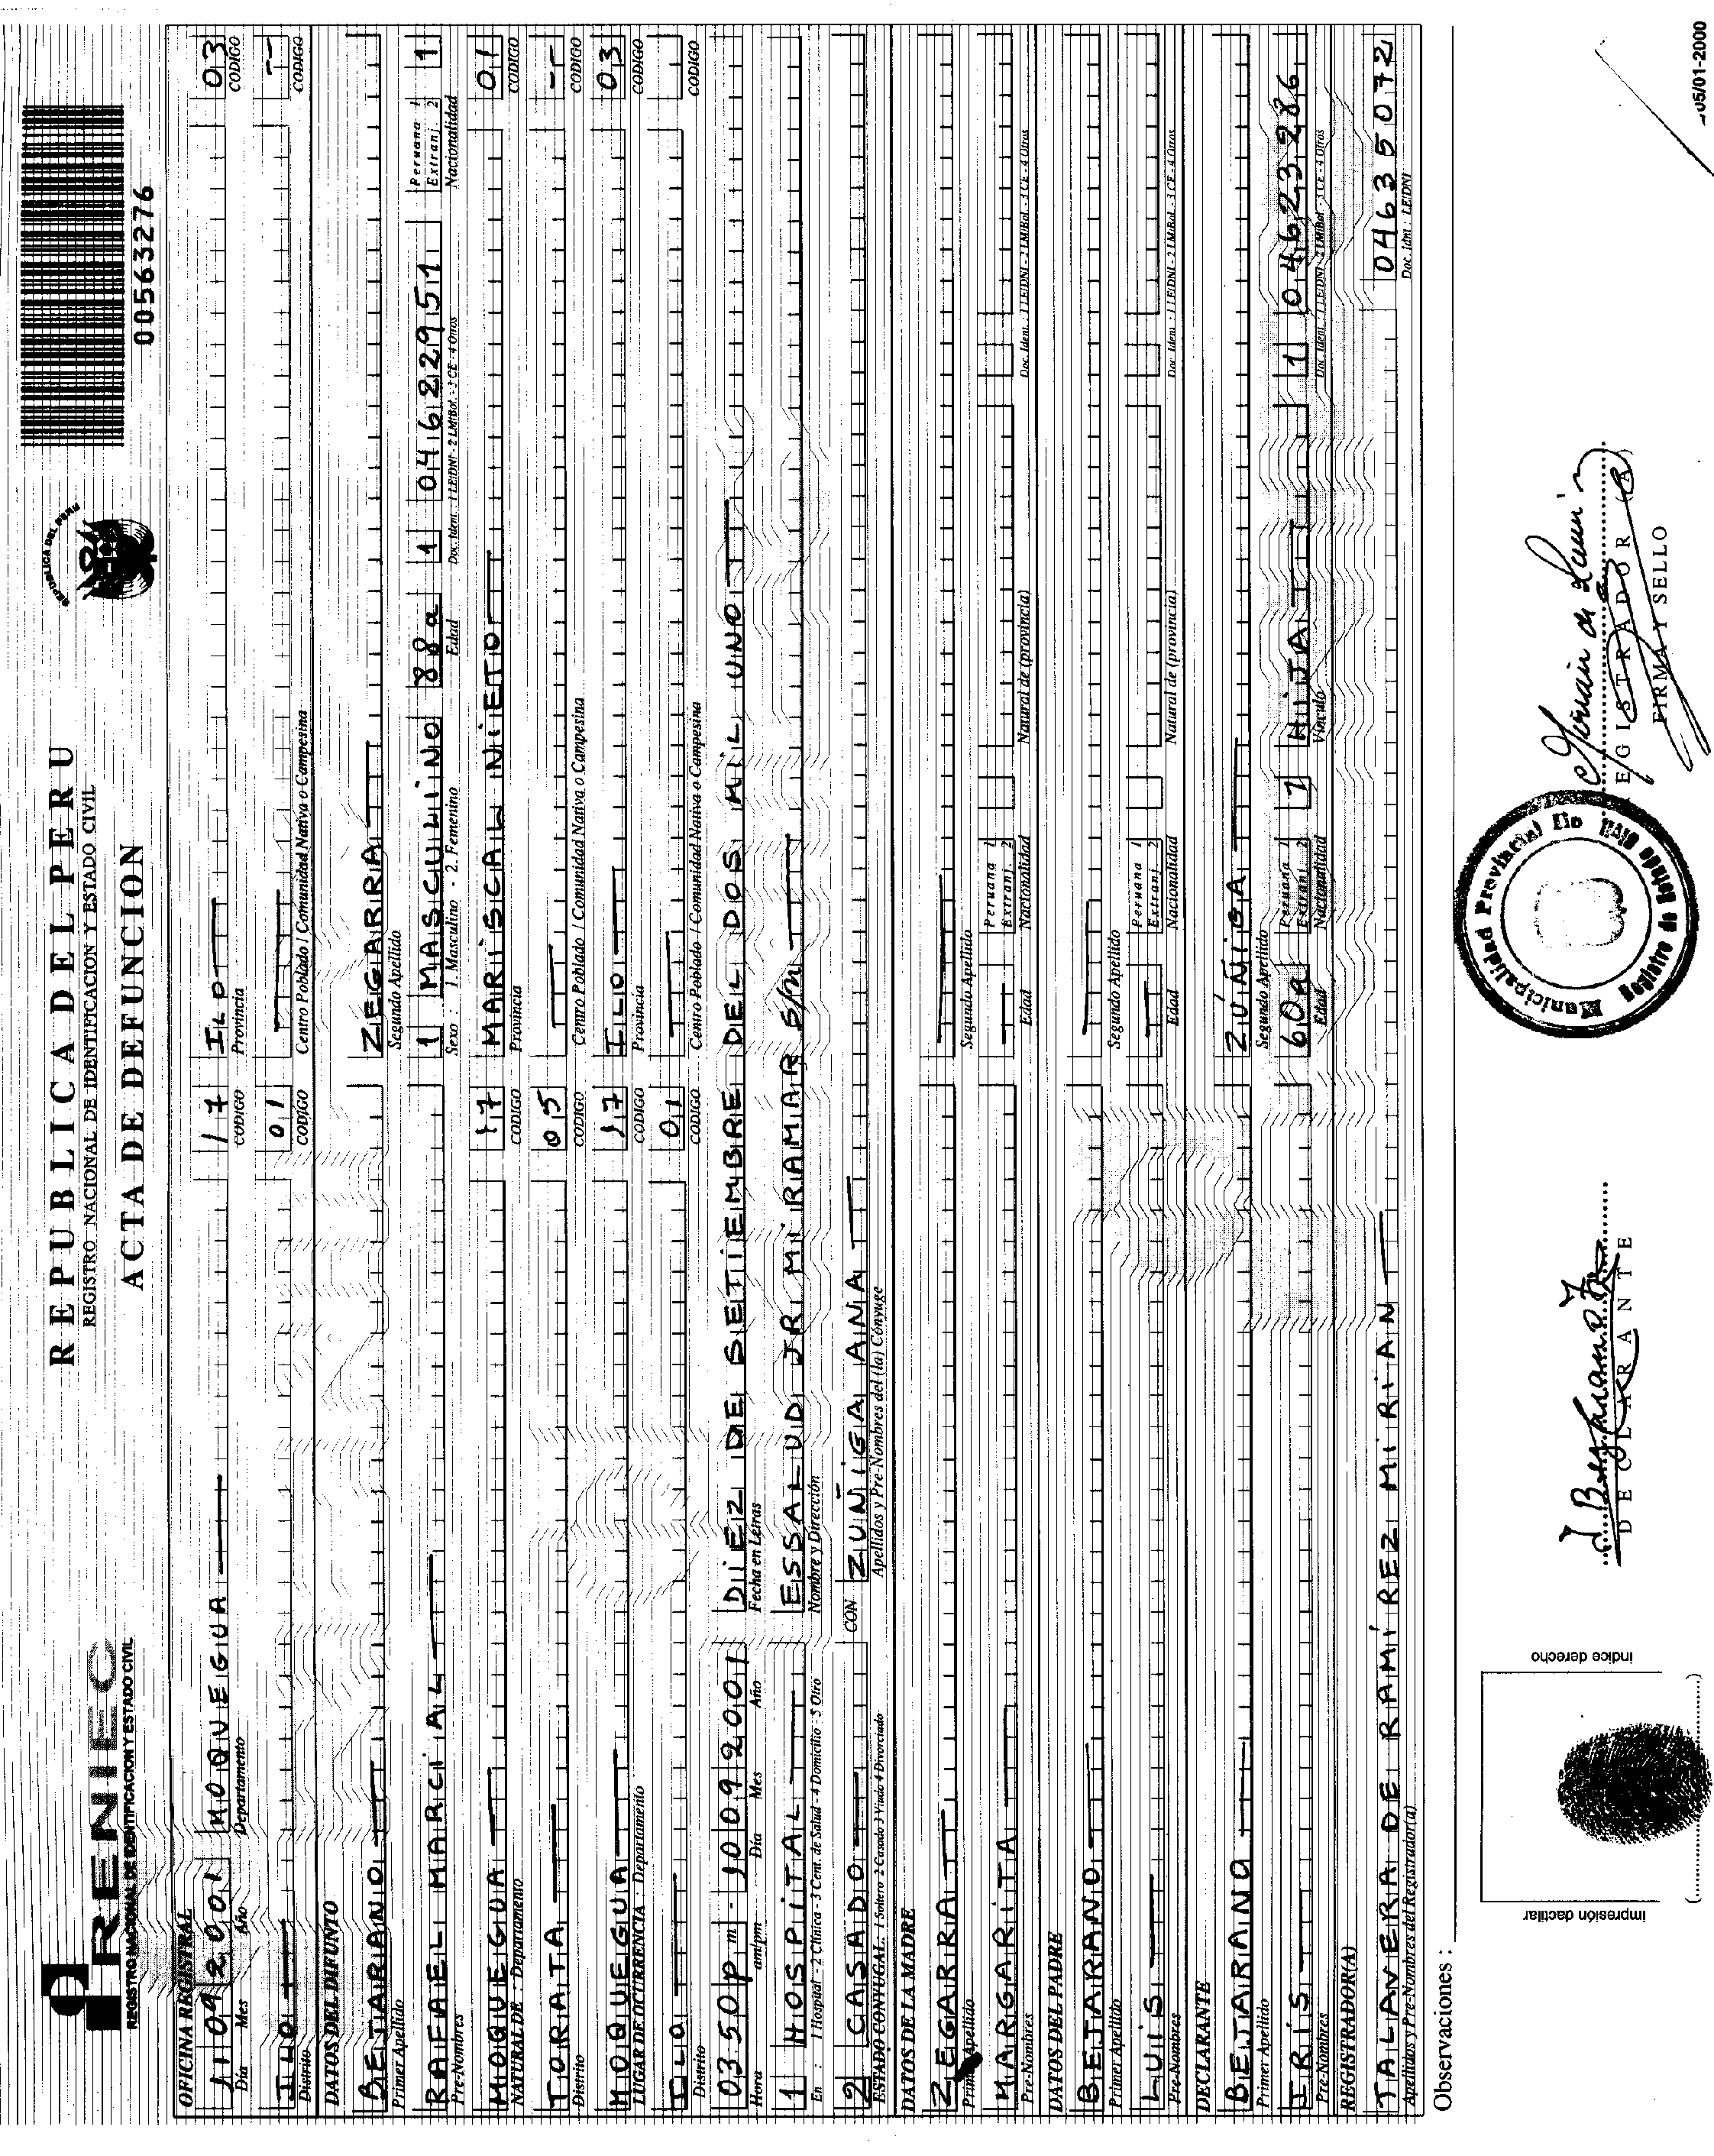 RENIEC
REGISTRO NACIONAL DE IDENTIFICACION Y ESTADO CIVIL
REPUBLICA DEL PERU
REGISTRO NACIONAL DE IDENTIFICACION Y ESTADO CIVIL
ACTA DE DEFUNCION
REPUBLICA DEL PERU
00563276
OFICINA REGISTRAL
11 09 2001 MOQUEGUA 17 ILO 03
Día Mes Año Departamento CODIGO Provincia CODIGO
ILO 01 --
Distrito CODIGO Centro Poblado / Comunidad Nativa o Campesina CODIGO
DATOS DEL DIFUNTO
BEJARANO ZEGARRA
Primer Apellido Segundo Apellido
RAFAEL MARCIAL 1 MASCULINO 88a 1 04622951 Peruana 1 Extranj. 2 1
Pre-Nombres Sexo : 1. Masculino - 2. Femenino Edad Doc. Ident. : 1 LE/DNI - 2 LM/Bol. - 3 CE - 4 Otros Nacionalidad
MOQUEGUA 17 MARISCAL NIETO 01
NATURAL DE : Departamento CODIGO Provincia CODIGO
TORATA 05 --
Distrito CODIGO Centro Poblado / Comunidad Nativa o Campesina CODIGO
MOQUEGUA 17 ILO 03
LUGAR DE OCURRENCIA : Departamento CODIGO Provincia CODIGO
ILO 01
Distrito CODIGO Centro Poblado / Comunidad Nativa o Campesina CODIGO
03 50 pm - 10 09 2001 DIEZ DE SETIEMBRE DEL DOS MIL UNO
Hora am/pm Día Mes Año Fecha en Letras
1 HOSPITAL ESSALUD JR MIRAMAR S/N
En : 1 Hospital - 2 Clínica - 3 Cent. de Salud - 4 Domicilio - 5 Otro Nombre y Dirección
2 CASADO CON ZUÑIGA ANA
ESTADO CONYUGAL: 1 Soltero 2 Casado 3 Viudo 4 Divorciado Apellidos y Pre-Nombres del (la) Cónyuge
DATOS DE LA MADRE
ZEGARRA
Primer Apellido Segundo Apellido
MARGARITA Peruana 1 Extranj. 2
Pre-Nombres Edad Nacionalidad Natural de (provincia) Doc. Ident. : 1 LE/DNI - 2 LM/Bol. - 3 CE - 4 Otros
DATOS DEL PADRE
BEJARANO
Primer Apellido Segundo Apellido
LUIS Peruana 1 Extranj. 2
Pre-Nombres Edad Nacionalidad Natural de (provincia) Doc. Ident. : 1 LE/DNI - 2 LM/Bol. - 3 CE - 4 Otros
DECLARANTE
BEJARANO ZÚÑIGA
Primer Apellido Segundo Apellido
IRÍS 60a Peruana 1 Extranj. 2 1 HIJA 1 04623286
Pre-Nombres Edad Nacionalidad Vínculo Doc. Ident. : 1 LE/DNI - 2 LM/Bol. - 3 CE - 4 Otros
REGISTRADOR(A)
TALAVERA DE RAMÍREZ MIRIAN 04635072
Apellidos y Pre-Nombres del Registrador(a) Doc. Idnt. LE/DNI
Observaciones :
impresión dactilar
indice derecho
DECLARANTE
Municipalidad Provincial Ilo
Registro de estado civil
REGISTRADOR (A)
FIRMA Y SELLO
05/01-2000